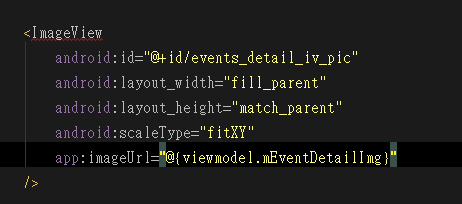 <ImageView
android:id="@+id/events_detail_iv_pic"
android:layout_width="fill_parent"
android:layout_height="match_parent"
android:scaleType="fitXY"
app:imageUrl="@{viewmodel.mEventDetailImg}"
/>